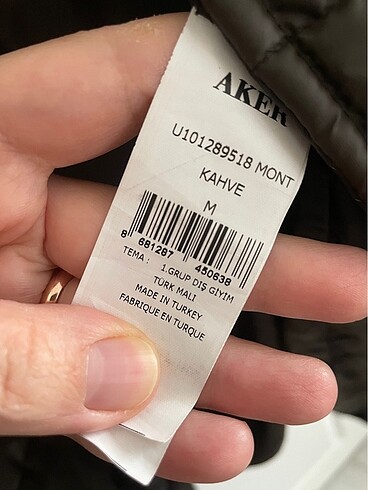 AKER
U101289518 MONT
KAHVE
M
8 681287 450638
TEMA : 1.GRUP DIŞ GİYİM
TÜRK MALI
MADE IN TURKEY
FABRIQUE EN TURQUE